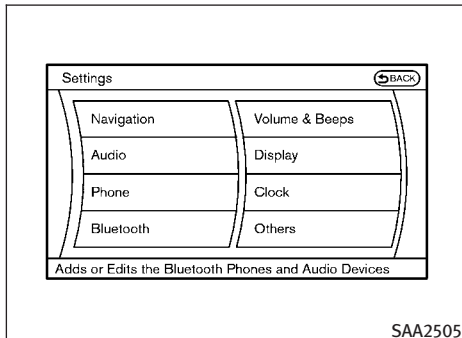 Settings BACK
Navigation Volume & Beeps
Audio Display
Phone Clock
Bluetooth Others
Adds or Edits the Bluetooth Phones and Audio Devices
SAA2505